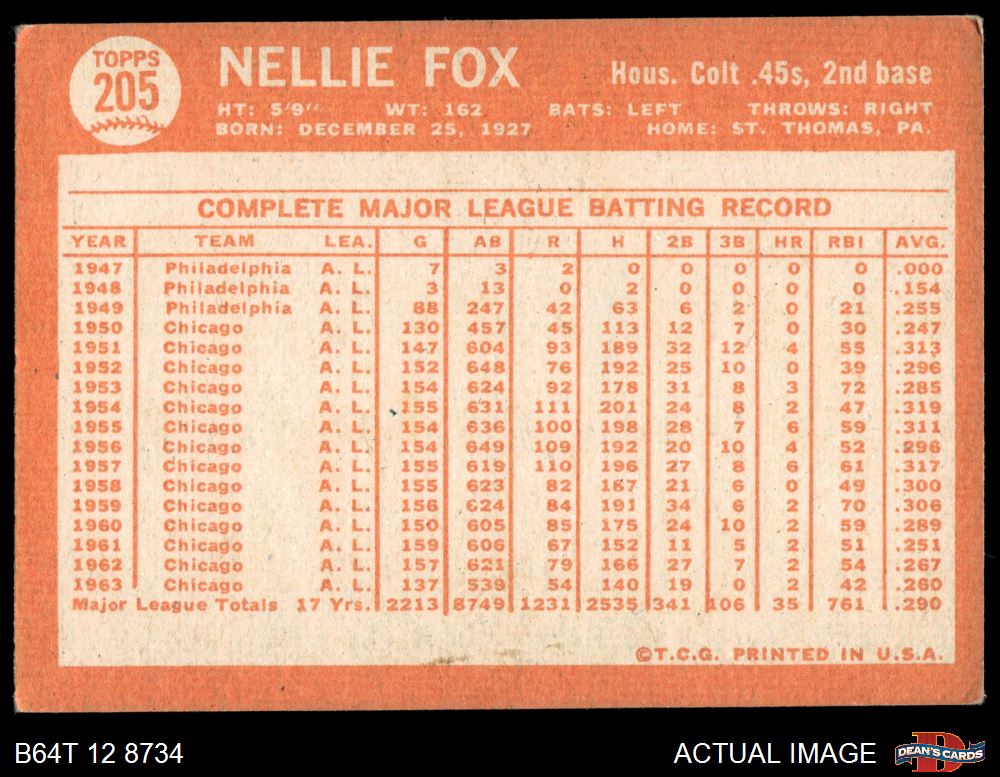 TOPPS
205
NELLIE FOX
Hous. Colt .45s, 2nd base
HT: 5'9" WT: 162 BATS: LEFT THROWS: RIGHT
BORN: DECEMBER 25, 1927 HOME: ST. THOMAS, PA.
COMPLETE MAJOR LEAGUE BATTING RECORD
YEAR TEAM LEA. G AB R H 2B 3B HR RBI AVG.
1947 Philadelphia A. L. 7 3 2 0 0 0 0 0 .000
1948 Philadelphia A. L. 3 13 0 2 0 0 0 0 .154
1949 Philadelphia A. L. 88 247 42 63 6 2 0 21 .255
1950 Chicago A. L. 130 457 45 113 12 7 0 30 .247
1951 Chicago A. L. 147 604 93 189 32 12 4 55 .313
1952 Chicago A. L. 152 648 76 192 25 10 0 39 .296
1953 Chicago A. L. 154 624 92 178 31 8 3 72 .285
1954 Chicago A. L. 155 631 111 201 24 8 2 47 .319
1955 Chicago A. L. 154 636 100 198 28 7 6 59 .311
1956 Chicago A. L. 154 649 109 192 20 10 4 52 .296
1957 Chicago A. L. 155 619 110 196 27 8 6 61 .317
1958 Chicago A. L. 155 623 82 187 21 6 0 49 .300
1959 Chicago A. L. 156 624 84 191 34 6 2 70 .306
1960 Chicago A. L. 150 605 85 175 24 10 2 59 .289
1961 Chicago A. L. 159 606 67 152 11 5 2 51 .251
1962 Chicago A. L. 157 621 79 166 27 7 2 54 .267
1963 Chicago A. L. 137 539 54 140 19 0 2 42 .260
Major League Totals 17 Yrs. 2213 8749 1231 2535 341 106 35 761 .290
©T.C.G. PRINTED IN U.S.A.
B64T 12 8734
ACTUAL IMAGE
DEAN'S CARDS